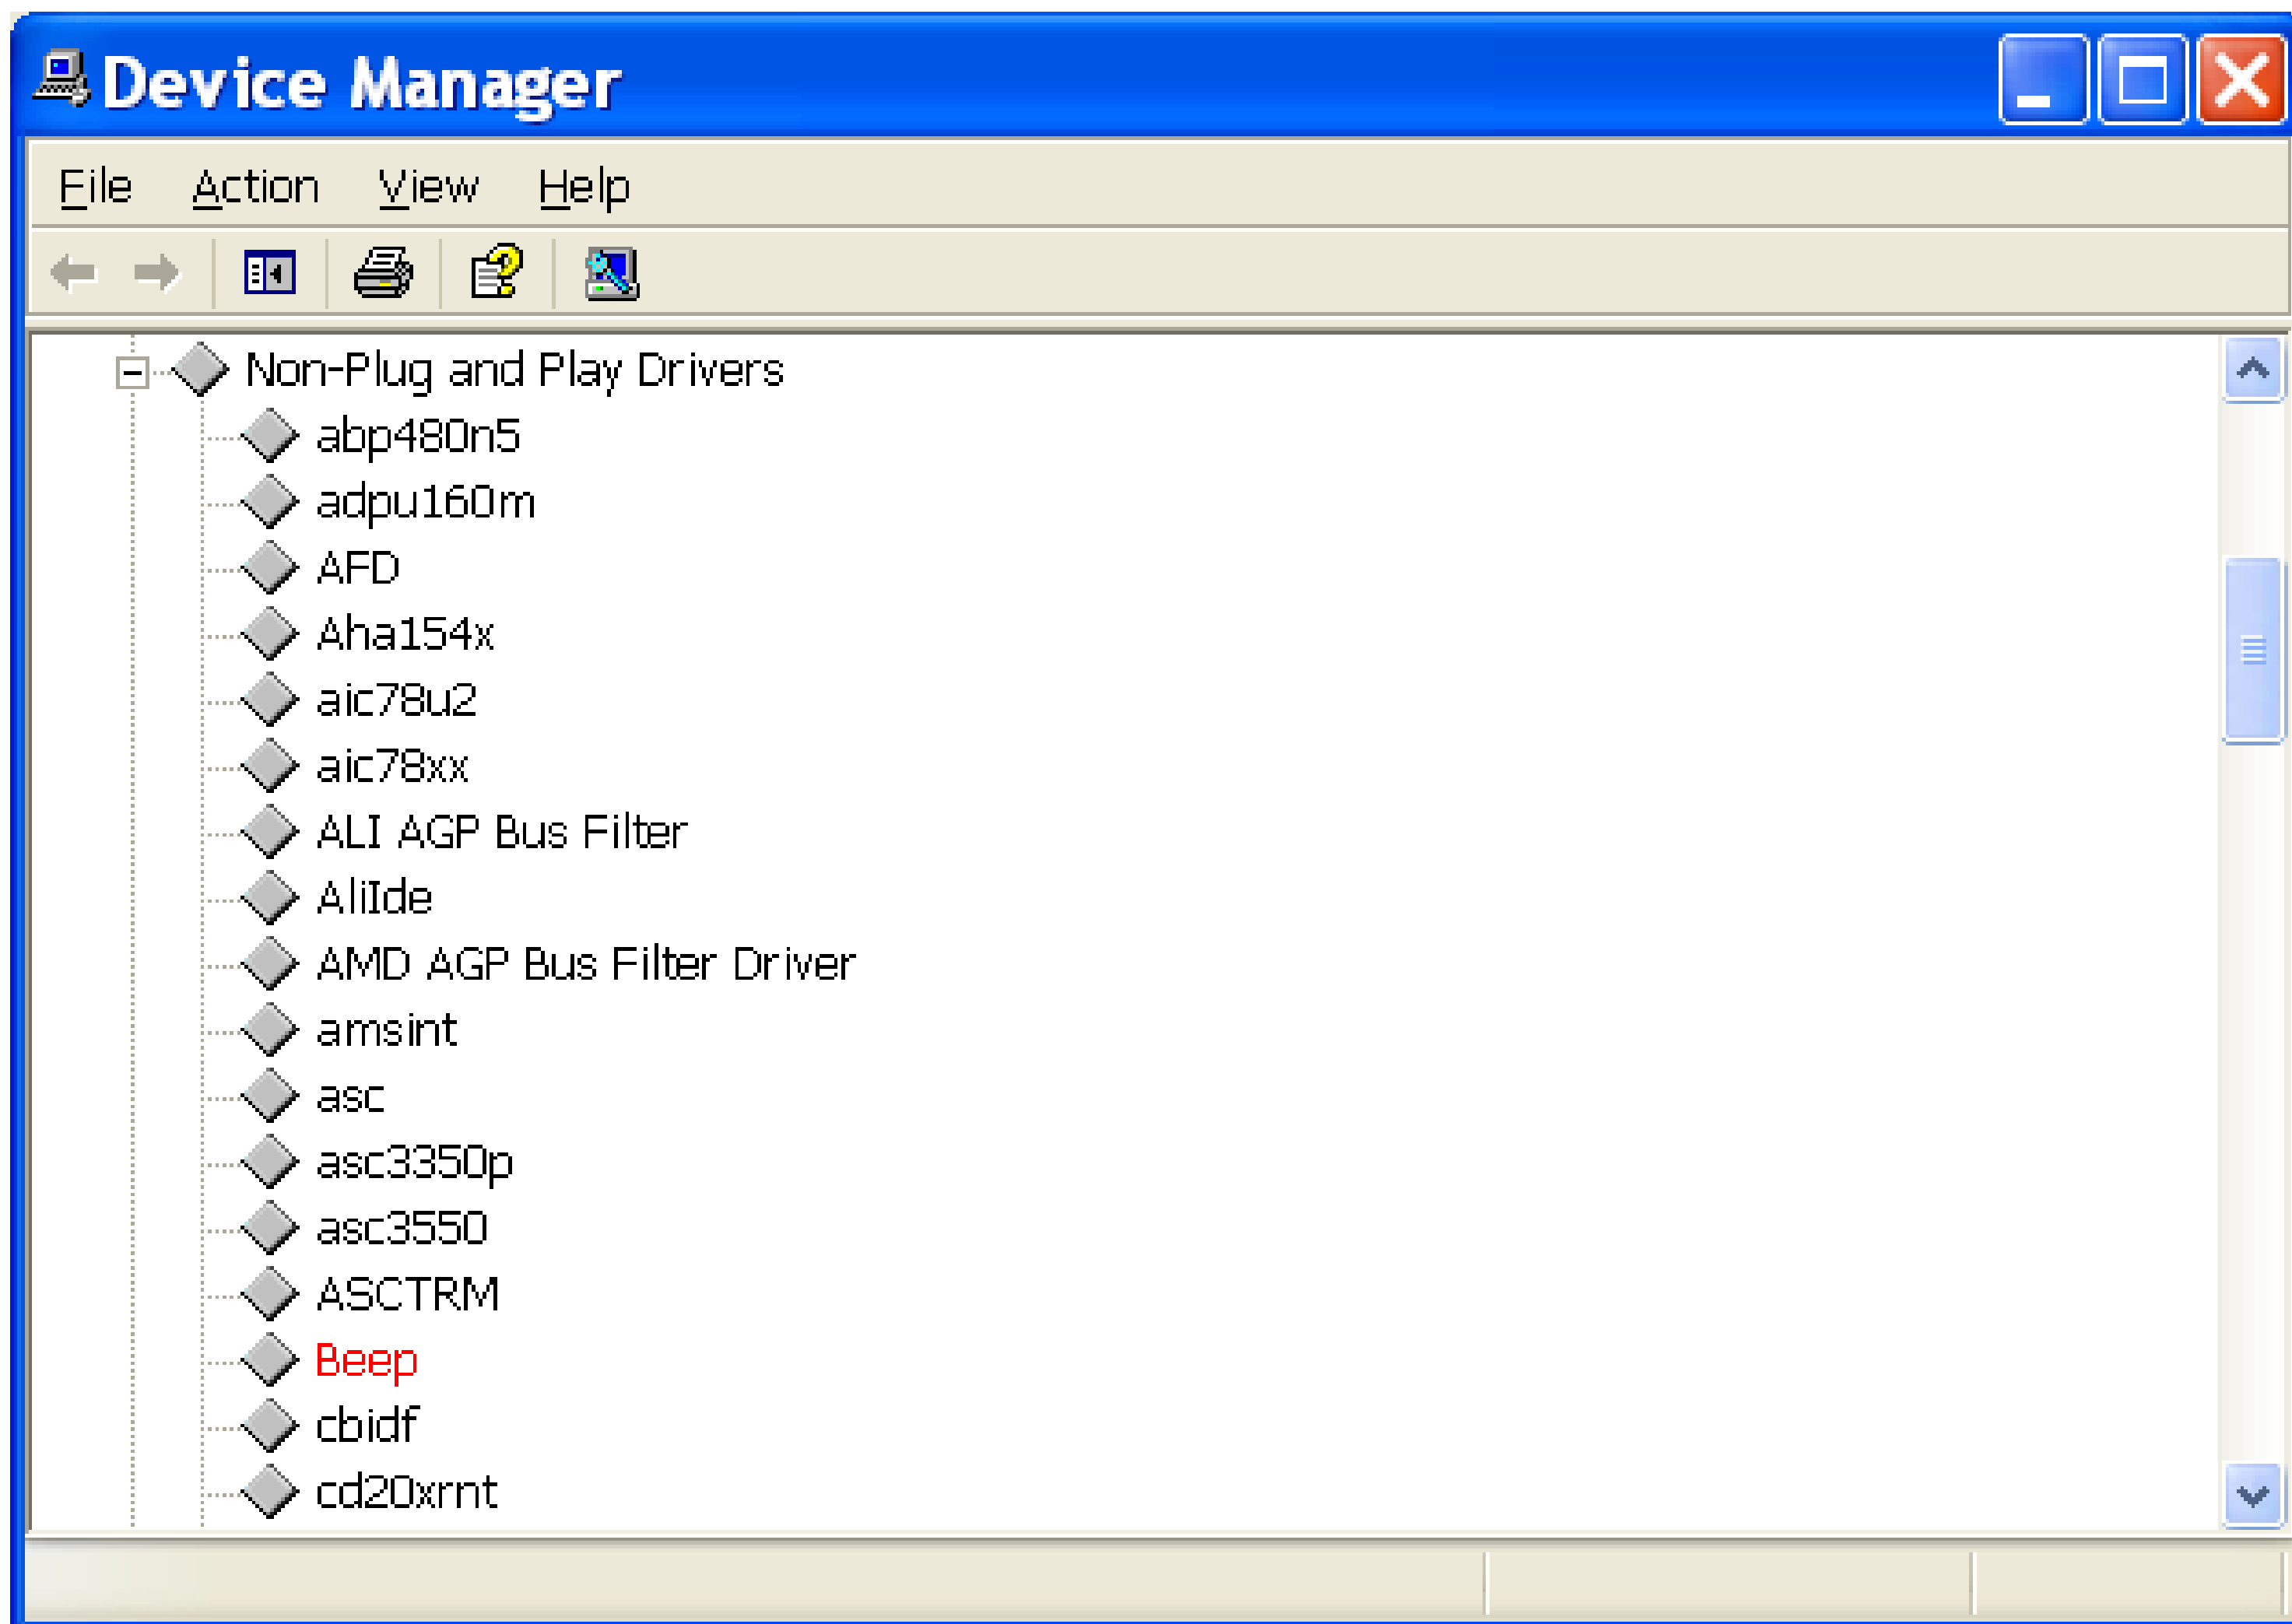 Device Manager
File Action View Help
Non-Plug and Play Drivers
abp480n5
adpu160m
AFD
Aha154x
aic78u2
aic78xx
ALI AGP Bus Filter
AliIde
AMD AGP Bus Filter Driver
amsint
asc
asc3350p
asc3550
ASCTRM
Beep
cbidf
cd20xrnt